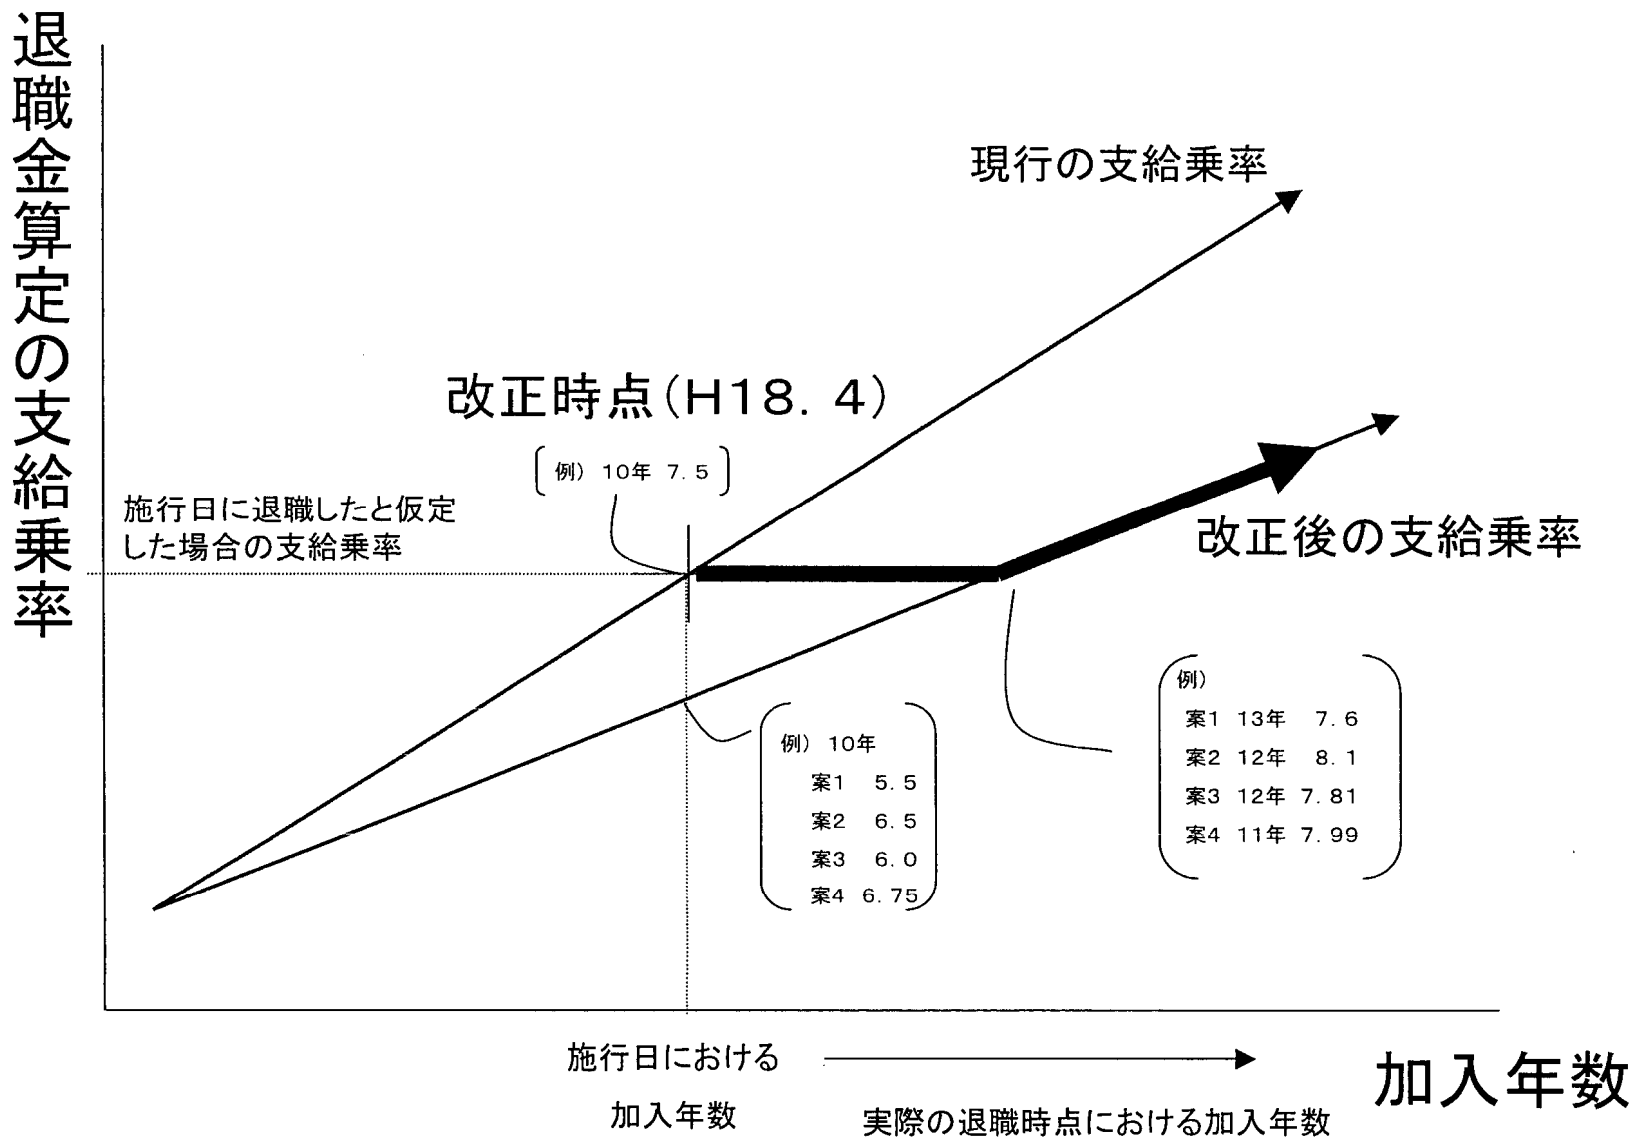 退職金算定の支給乗率
現行の支給乗率
改正時点(H18．4)
例） 10年 7．5
施行日に退職したと仮定
した場合の支給乗率
改正後の支給乗率
例） 10年
案1 5．5
案2 6．5
案3 6．0
案4 6．75
例）
案1 13年 7．6
案2 12年 8．1
案3 12年 7．81
案4 11年 7．99
施行日における
加入年数
実際の退職時点における加入年数
加入年数